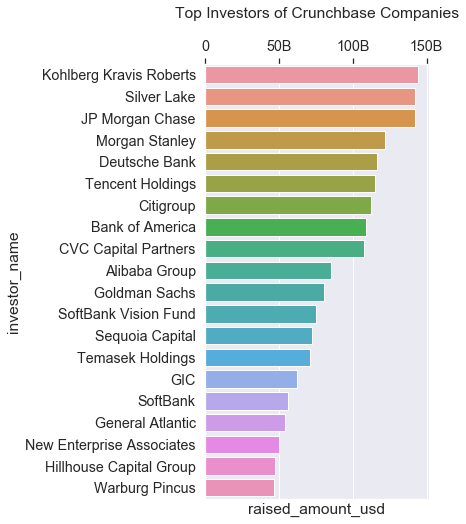 Top Investors of Crunchbase Companies
0 50B 100B 150B
Kohlberg Kravis Roberts
Silver Lake
JP Morgan Chase
Morgan Stanley
Deutsche Bank
Tencent Holdings
Citigroup
Bank of America
CVC Capital Partners
Alibaba Group
Goldman Sachs
SoftBank Vision Fund
Sequoia Capital
Temasek Holdings
GIC
SoftBank
General Atlantic
New Enterprise Associates
Hillhouse Capital Group
Warburg Pincus
investor_name
raised_amount_usd